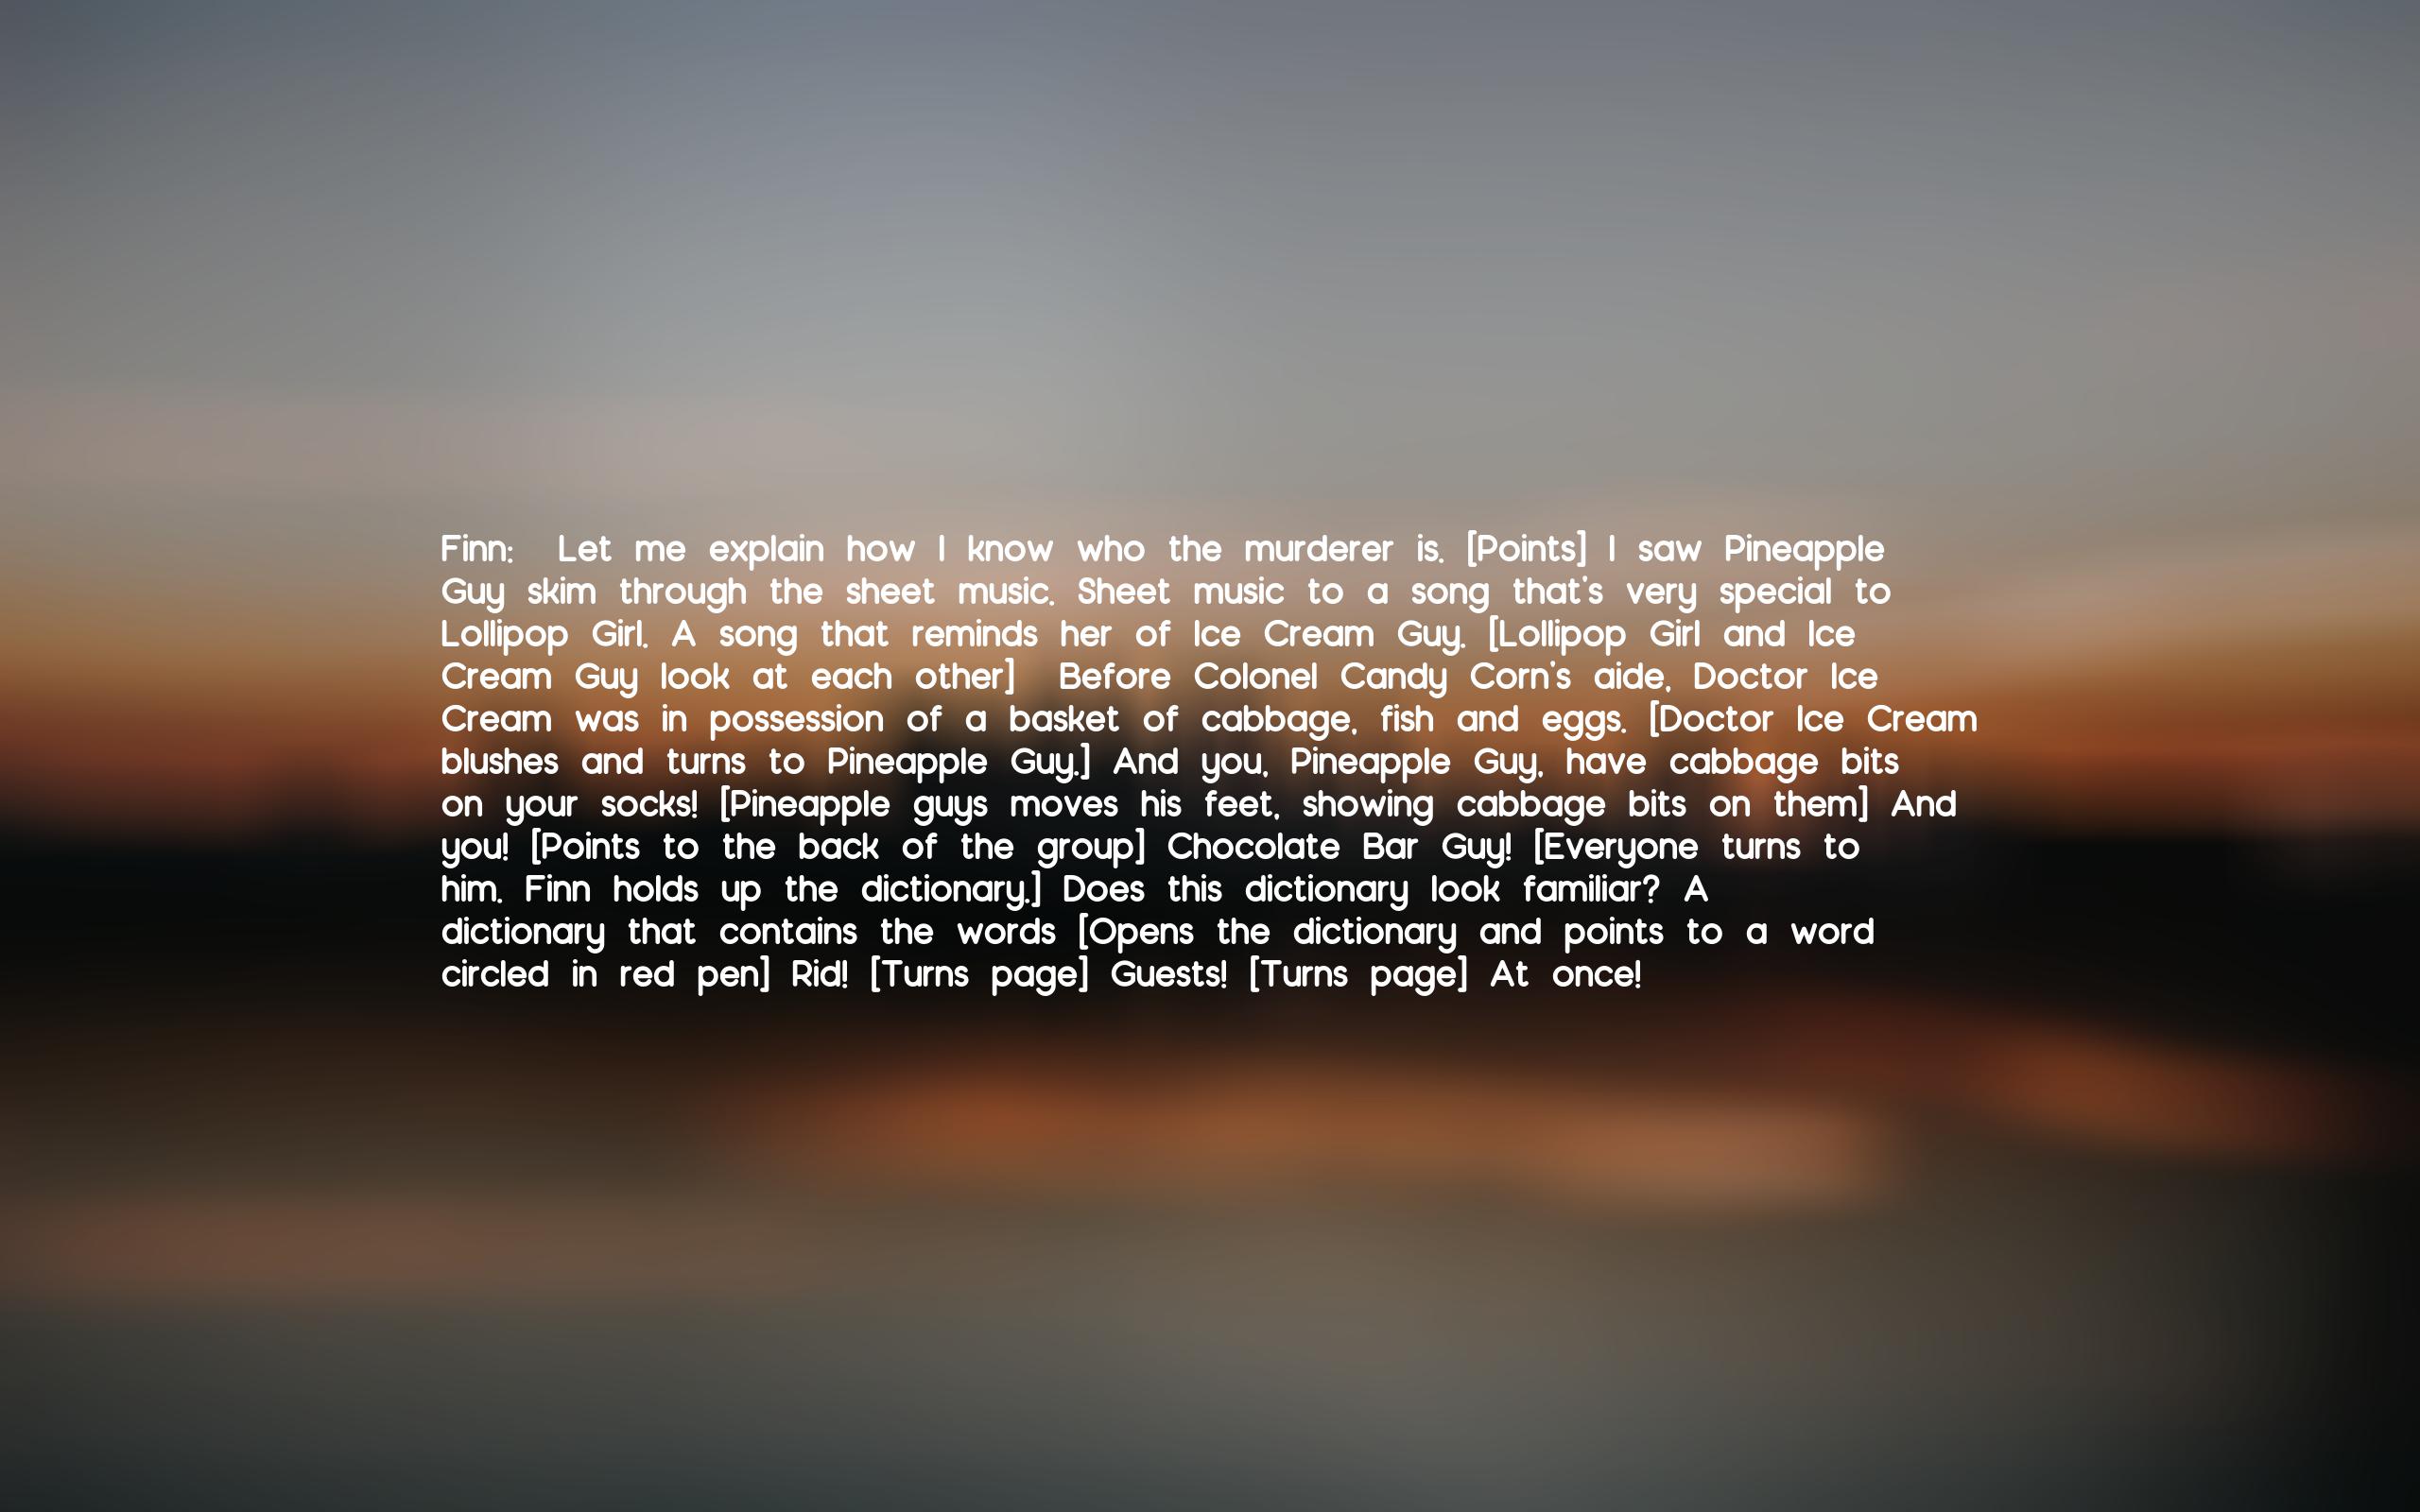 Finn:  Let me explain how I know who the murderer is. [Points] I saw Pineapple
Guy skim through the sheet music. Sheet music to a song that's very special to
Lollipop Girl. A song that reminds her of Ice Cream Guy. [Lollipop Girl and Ice
Cream Guy look at each other]  Before Colonel Candy Corn's aide, Doctor Ice
Cream was in possession of a basket of cabbage, fish and eggs. [Doctor Ice Cream
blushes and turns to Pineapple Guy.] And you, Pineapple Guy, have cabbage bits
on your socks! [Pineapple guys moves his feet, showing cabbage bits on them] And
you! [Points to the back of the group] Chocolate Bar Guy! [Everyone turns to
him. Finn holds up the dictionary.] Does this dictionary look familiar? A
dictionary that contains the words [Opens the dictionary and points to a word
circled in red pen] Rid! [Turns page] Guests! [Turns page] At once!